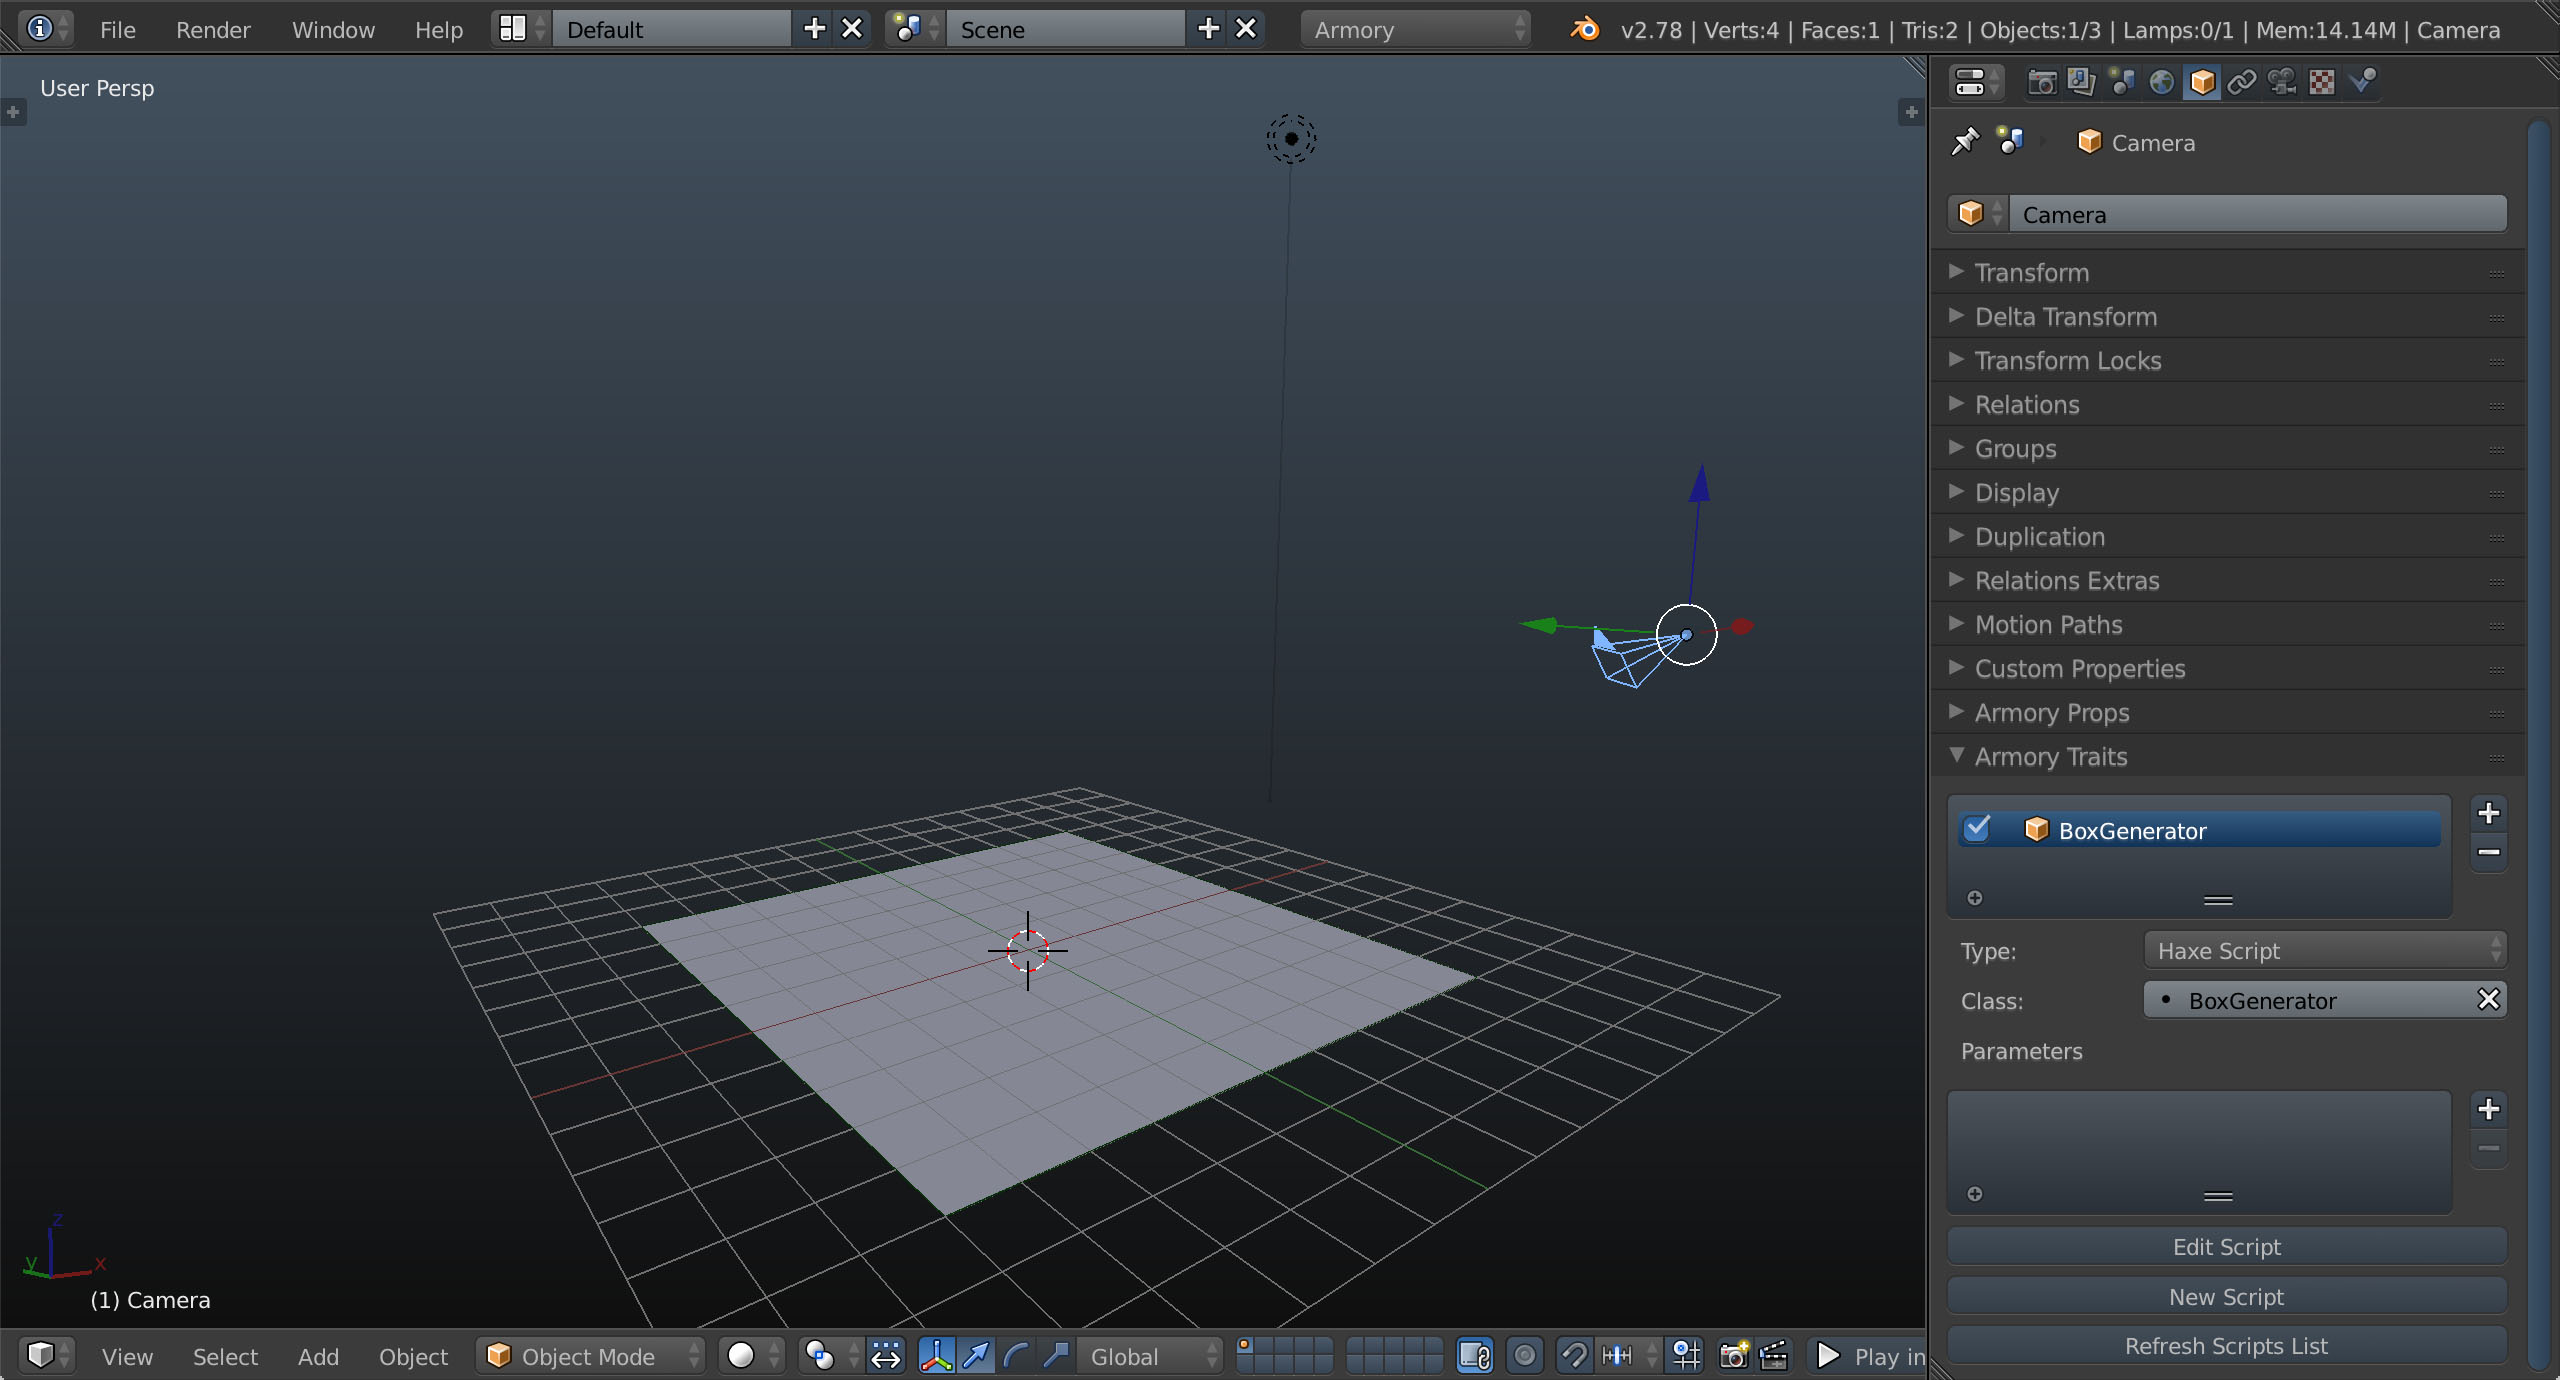 File Render Window Help Default Scene Armory v2.78 | Verts:4 | Faces:1 | Tris:2 | Objects:1/3 | Lamps:0/1 | Mem:14.14M | Camera
User Persp
Camera
Camera
Transform
Delta Transform
Transform Locks
Relations
Groups
Display
Duplication
Relations Extras
Motion Paths
Custom Properties
Armory Props
Armory Traits
BoxGenerator
Type: Haxe Script
Class: BoxGenerator
Parameters
Edit Script
New Script
Refresh Scripts List
z
y x
(1) Camera
View Select Add Object Object Mode Global Play in